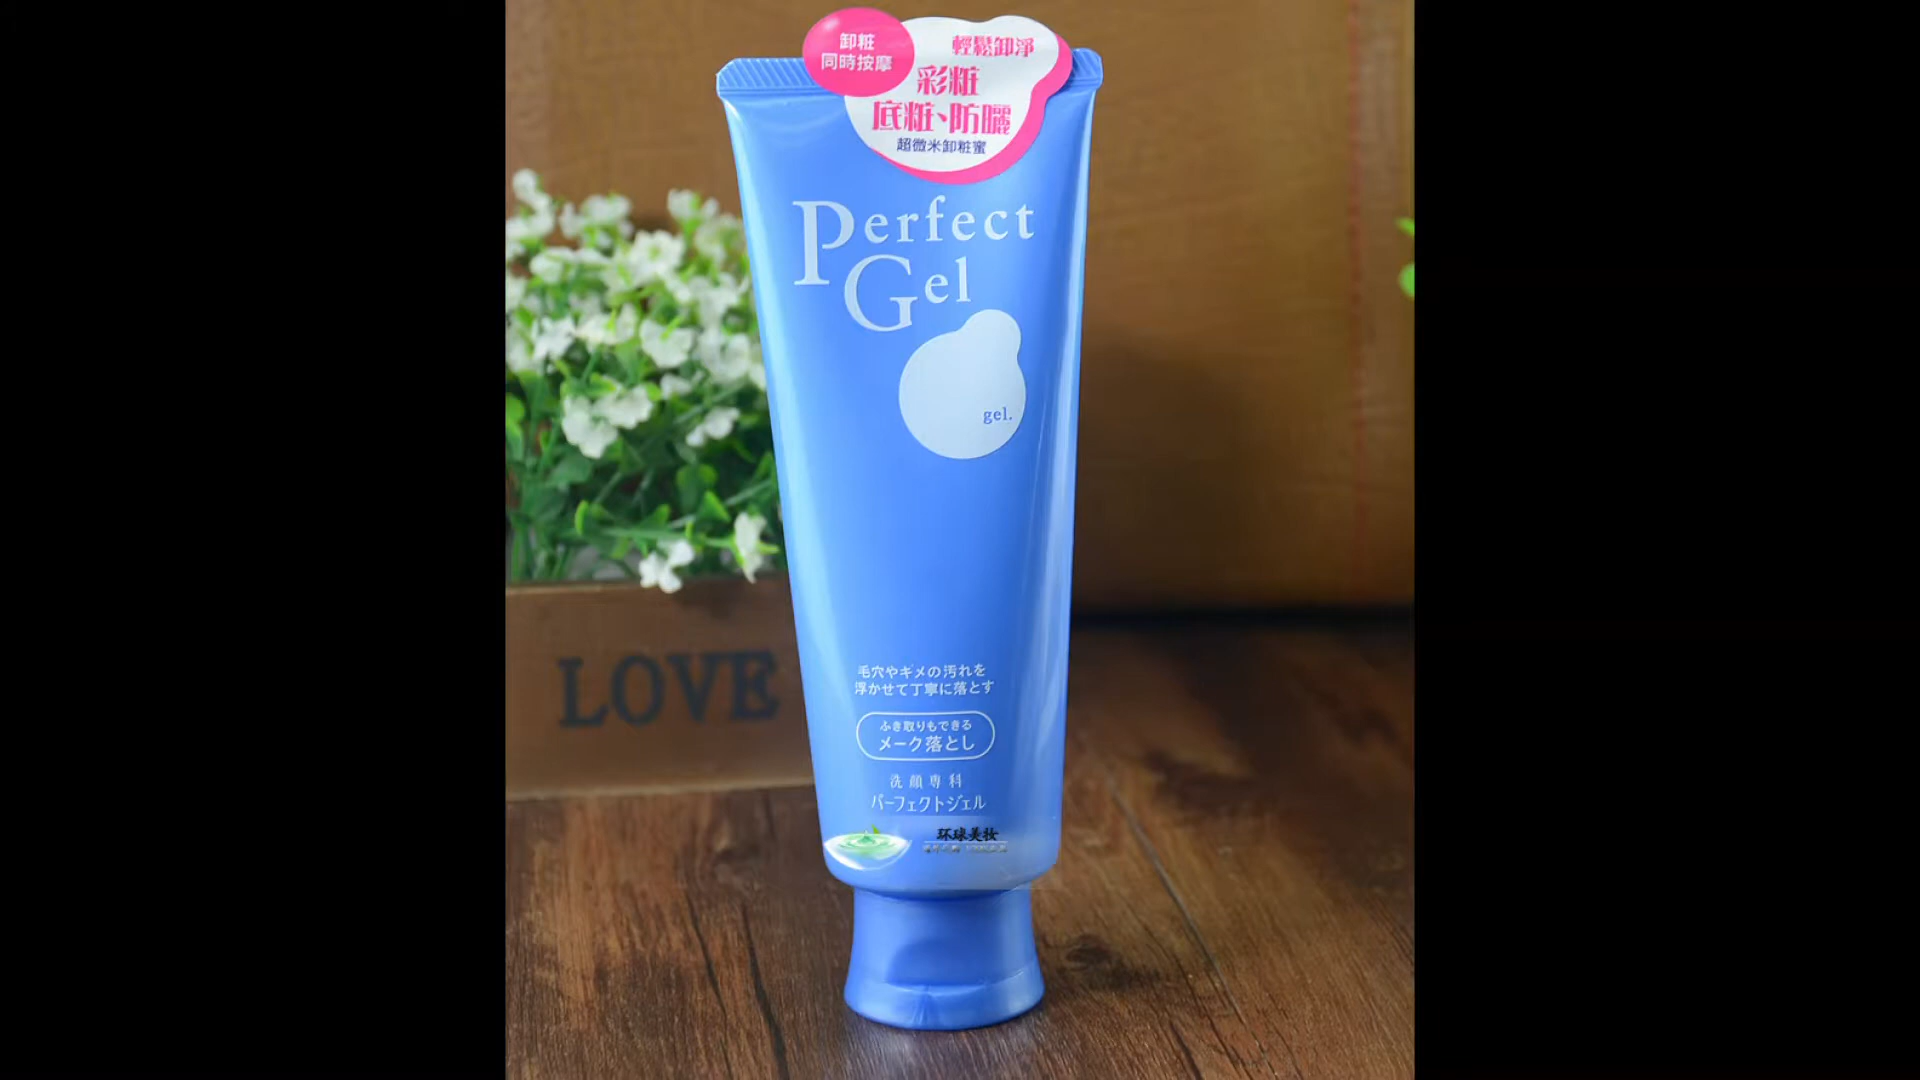 卸粧
同時按摩
輕鬆卸淨
彩粧
底粧、防曬
超微米卸粧蜜
Perfect
Gel
gel.
毛穴やキメの汚れを
浮かせて丁寧に落とす
ふき取りもできる
メーク落とし
洗顔専科
パーフェクトジェル
环球美妆
LOVE